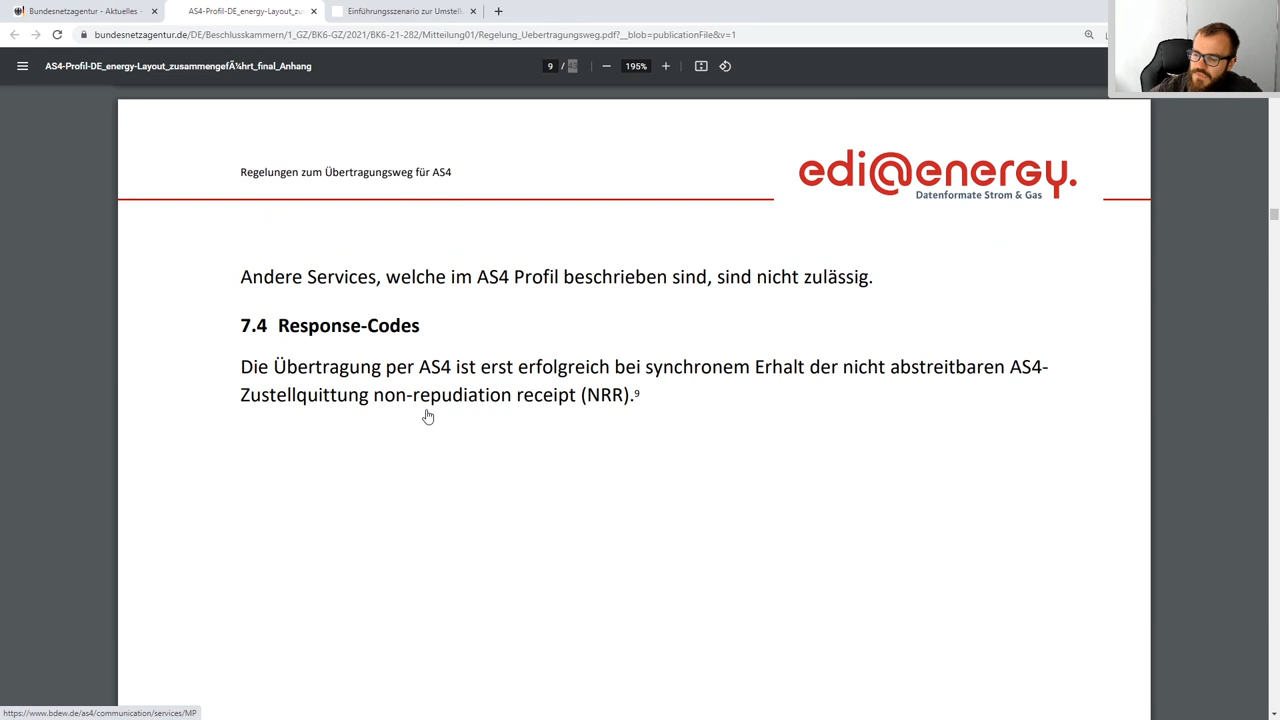 Bundesnetzagentur - Aktuelles -
AS4-Profil-DE_energy-Layout_zu
Einführungsszenario zur Umstell
bundesnetzagentur.de/DE/Beschlusskammern/1_GZ/BK6-GZ/2021/BK6-21-282/Mitteilung01/Regelung_Uebertragungsweg.pdf?__blob=publicationFile&v=1
AS4-Profil-DE_energy-Layout_zusammengefÃ¼hrt_final_Anhang
9 / 43
195%
Regelungen zum Übertragungsweg für AS4
edi@energy.
Datenformate Strom & Gas
Andere Services, welche im AS4 Profil beschrieben sind, sind nicht zulässig.
7.4 Response-Codes
Die Übertragung per AS4 ist erst erfolgreich bei synchronem Erhalt der nicht abstreitbaren AS4-
Zustellquittung non-repudiation receipt (NRR).⁹
https://www.bdew.de/as4/communication/services/MP